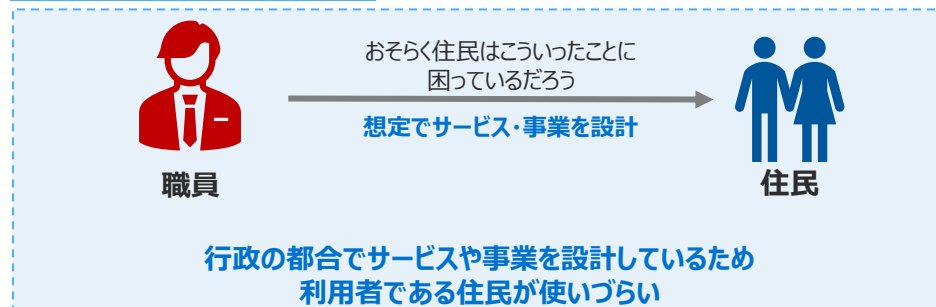 おそらく住民はこういったことに
困っているだろう
想定でサービス・事業を設計
職員
住民
行政の都合でサービスや事業を設計しているため
利用者である住民が使いづらい